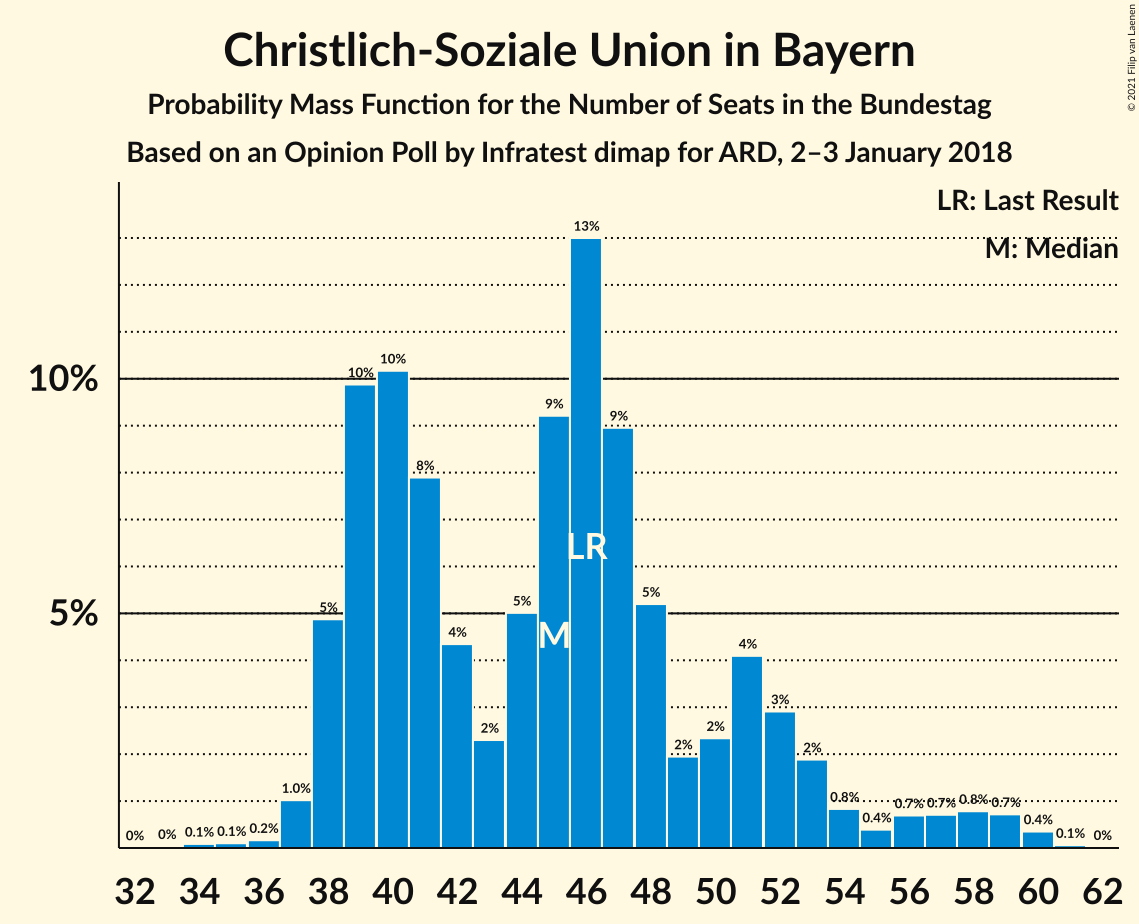 Christlich-Soziale Union in Bayern
Probability Mass Function for the Number of Seats in the Bundestag
Based on an Opinion Poll by Infratest dimap for ARD, 2–3 January 2018
© 2021 Filip van Laenen
LR: Last Result
M: Median
13%
10%
10% 10%
9% 9%
8%
LR
5% 5% 5% 5%
M
4% 4%
3%
2% 2% 2% 2%
1.0% 0.8% 0.4% 0.7% 0.7% 0.8% 0.7% 0.4%
0% 0% 0.1% 0.1% 0.2% 0.1% 0%
32 34 36 38 40 42 44 46 48 50 52 54 56 58 60 62